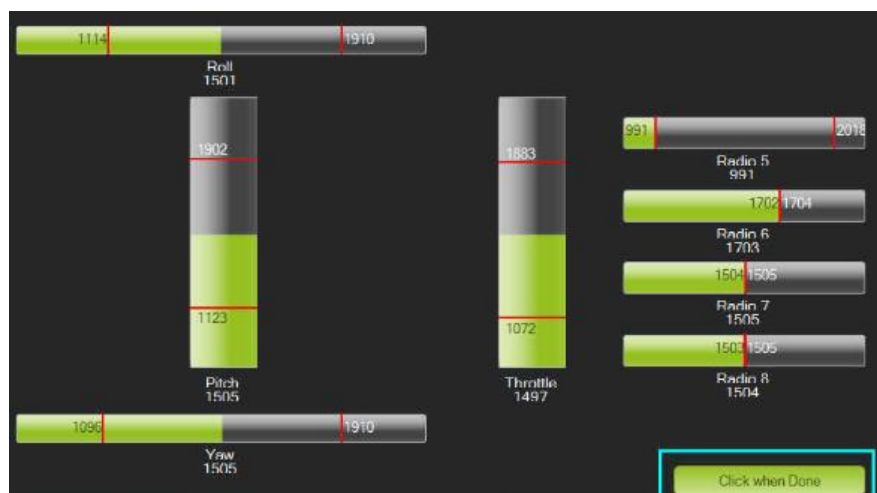 1114 1910
Roll
1501
1902
1123
Pitch
1505
1883
1072
Throttle
1497
991 2018
Radio 5
991
1702 1704
Radio 6
1703
1504 1505
Radio 7
1505
1503 1505
Radio 8
1504
1096 1910
Yaw
1505
Click when Done